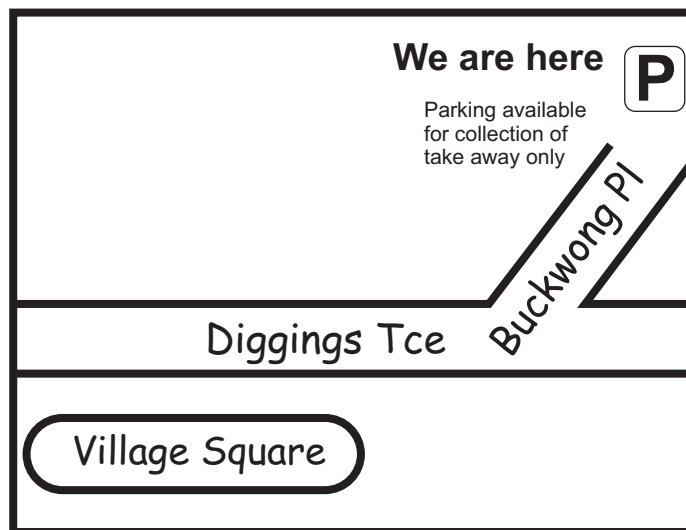 We are here
P
Parking available
for collection of
take away only
Buckwong Pl
Diggings Tce
Village Square